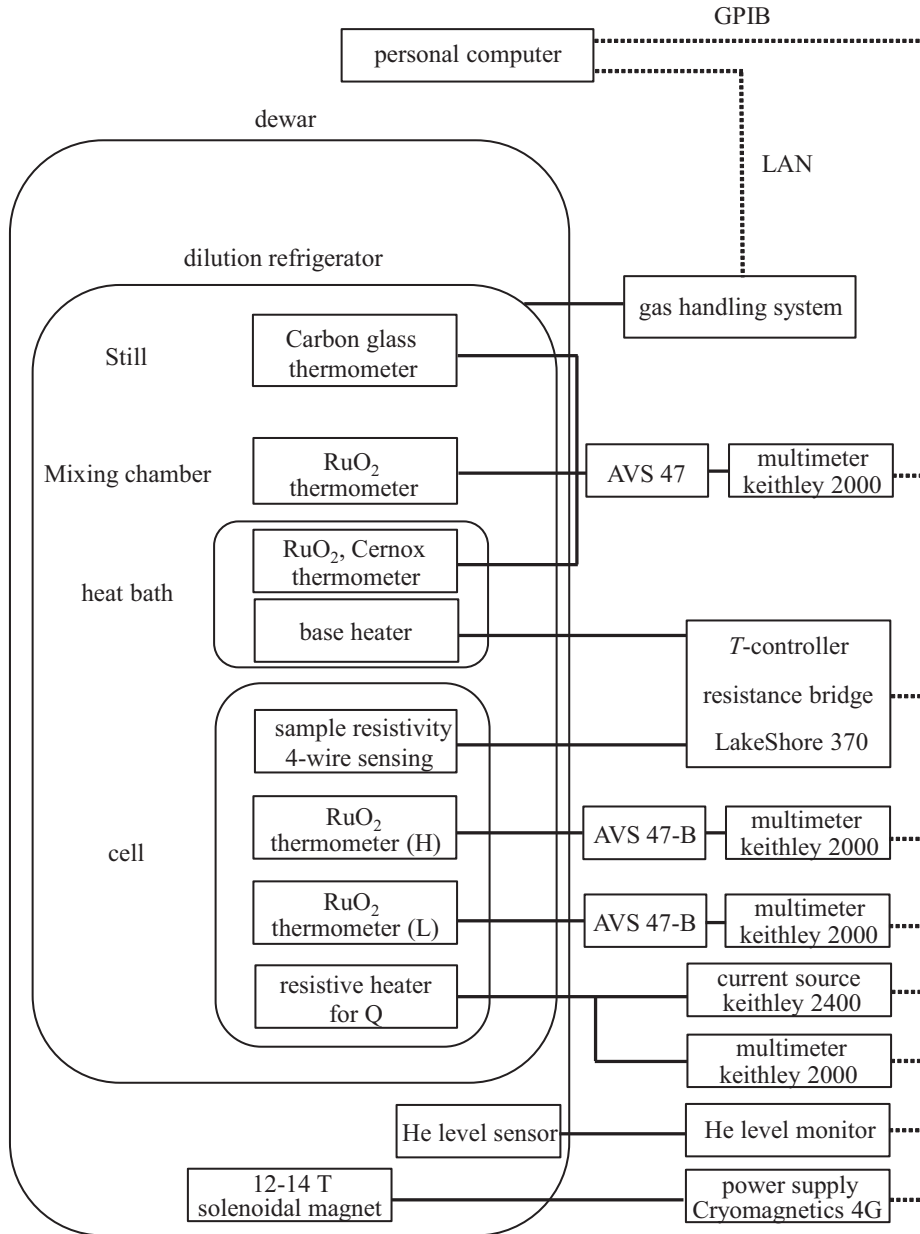 GPIB
personal computer
dewar
LAN
dilution refrigerator
gas handling system
Still
Carbon glass
thermometer
Mixing chamber
RuO₂
thermometer
AVS 47
multimeter
keithley 2000
heat bath
RuO₂, Cernox
thermometer
base heater
T-controller
resistance bridge
LakeShore 370
cell
sample resistivity
4-wire sensing
RuO₂
thermometer (H)
AVS 47-B
multimeter
keithley 2000
RuO₂
thermometer (L)
AVS 47-B
multimeter
keithley 2000
resistive heater
for Q
current source
keithley 2400
multimeter
keithley 2000
He level sensor
He level monitor
12-14 T
solenoidal magnet
power supply
Cryomagnetics 4G